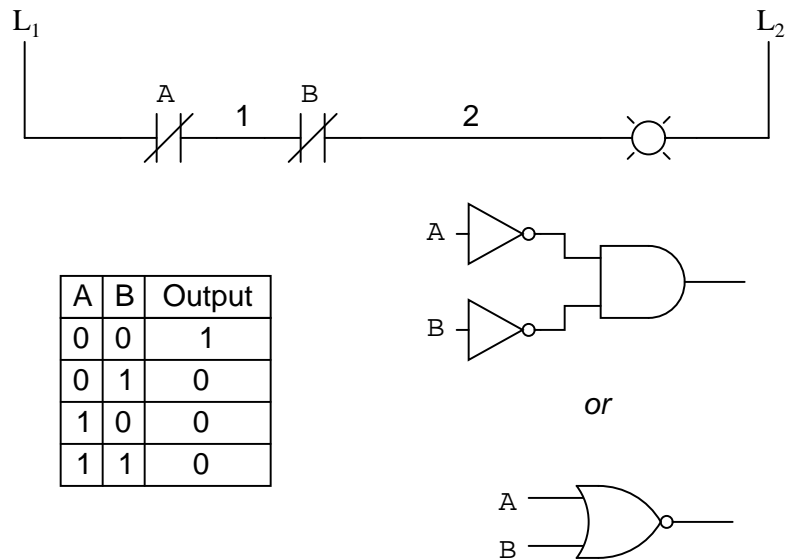 L₁ L₂
A B
1 2
A
B
A B Output
0 0 1
0 1 0
1 0 0
1 1 0
or
A
B